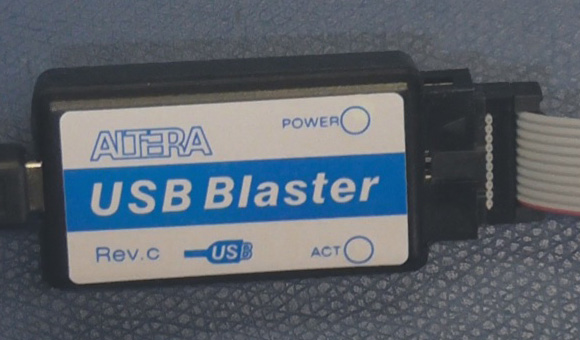 ALTERA
POWER
USB Blaster
Rev.c
USB
ACT